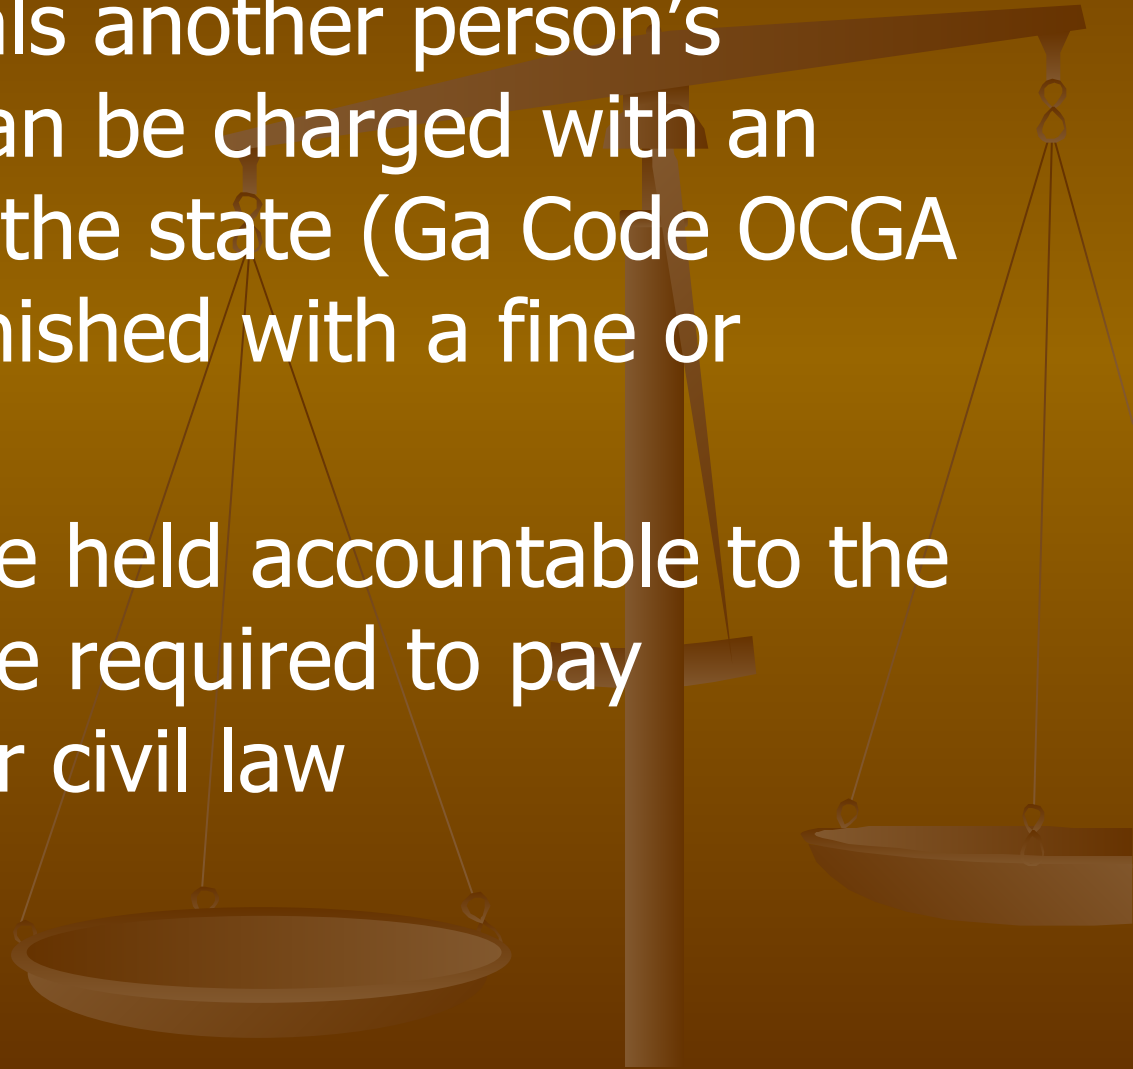 als another person's
an be charged with an
the state (Ga Code OCGA
nished with a fine or
e held accountable to the
e required to pay
r civil law